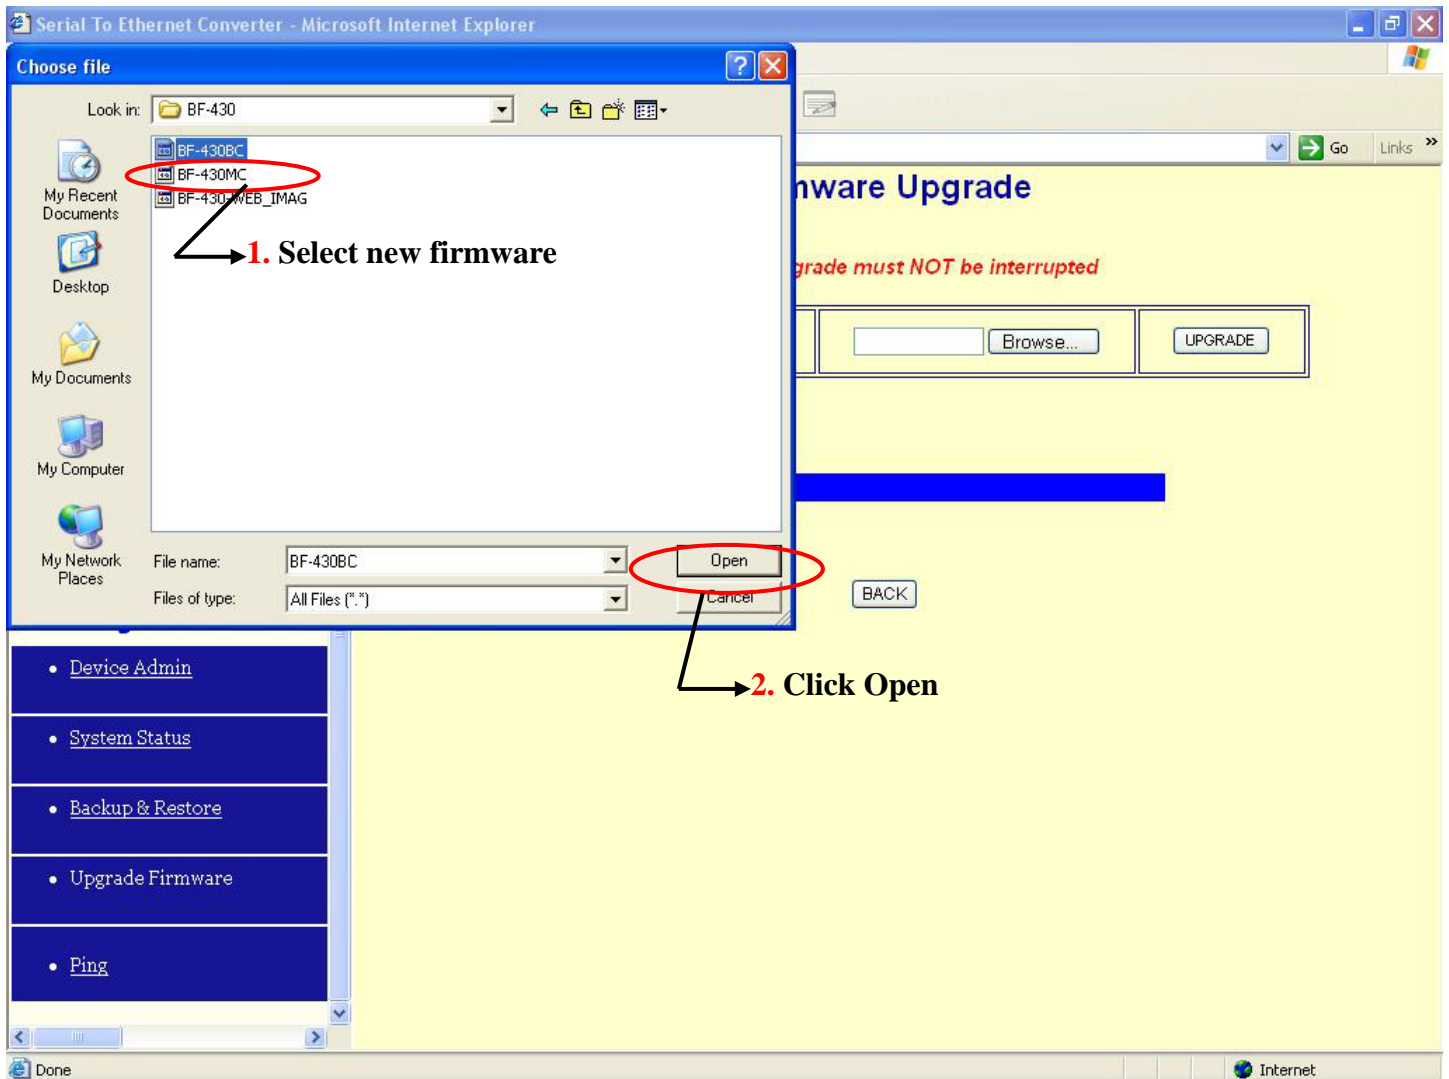 Serial To Ethernet Converter - Microsoft Internet Explorer
Choose file
Look in:
BF-430
BF-430BC
BF-430MC
BF-430-WEB_IMAG
My Recent
Documents
Desktop
My Documents
My Computer
My Network
Places
1. Select new firmware
File name:
BF-430BC
Open
Files of type:
All Files (*.*)
Cancel
2. Click Open
Go
Links
Upgrade
must NOT be interrupted
Browse...
UPGRADE
BACK
Device Admin
System Status
Backup & Restore
Upgrade Firmware
Ping
Done
Internet